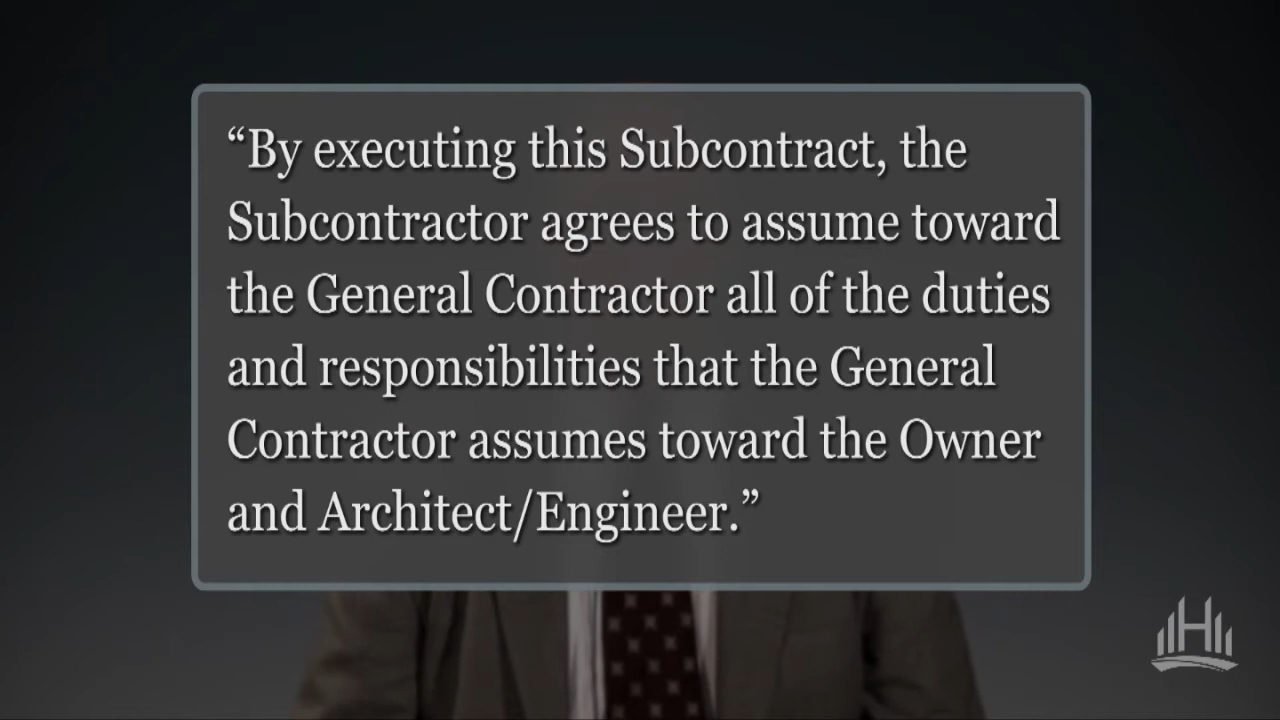 “By executing this Subcontract, the
Subcontractor agrees to assume toward
the General Contractor all of the duties
and responsibilities that the General
Contractor assumes toward the Owner
and Architect/Engineer.”
H